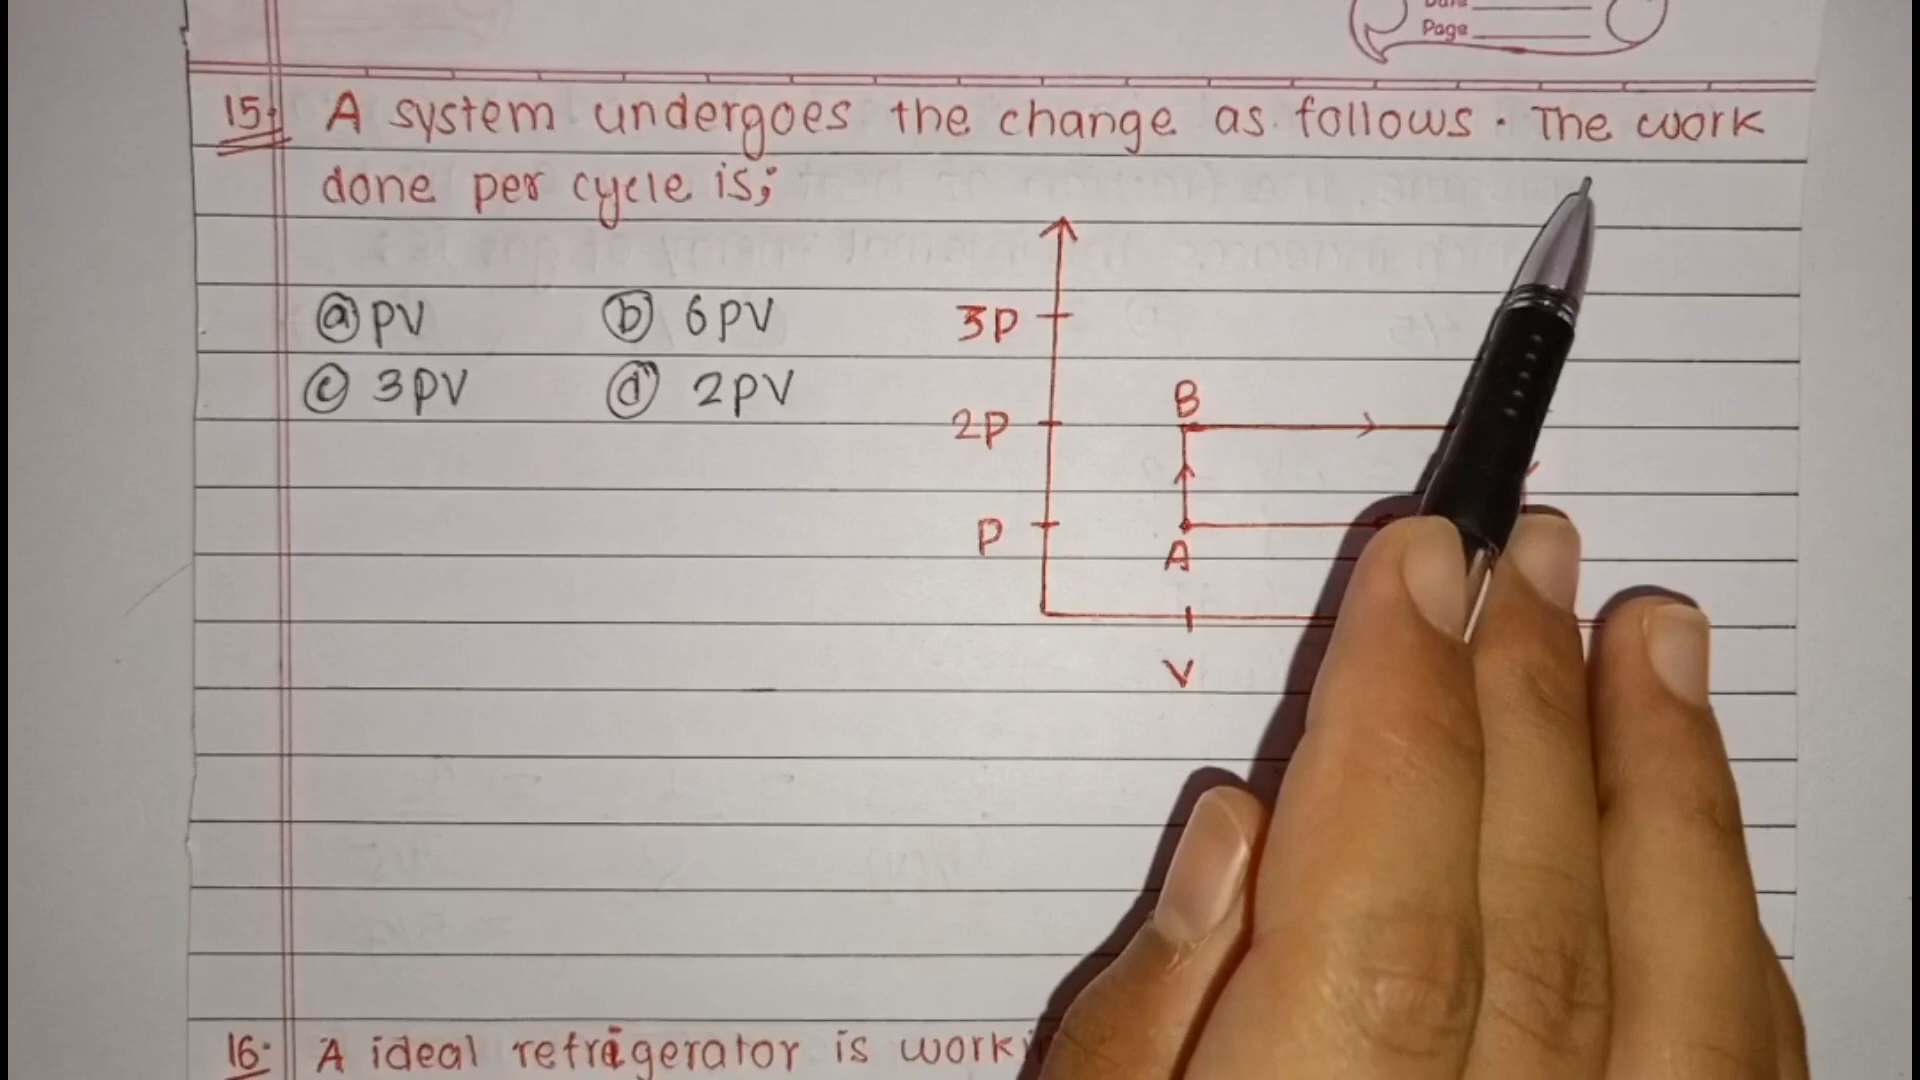 Date
Page
15. A system undergoes the change as follows. The work
done per cycle is;
(a) PV (b) 6PV
(c) 3PV (d) 2PV
3P
2P
P
B
A
V
16. A ideal refrigerator is